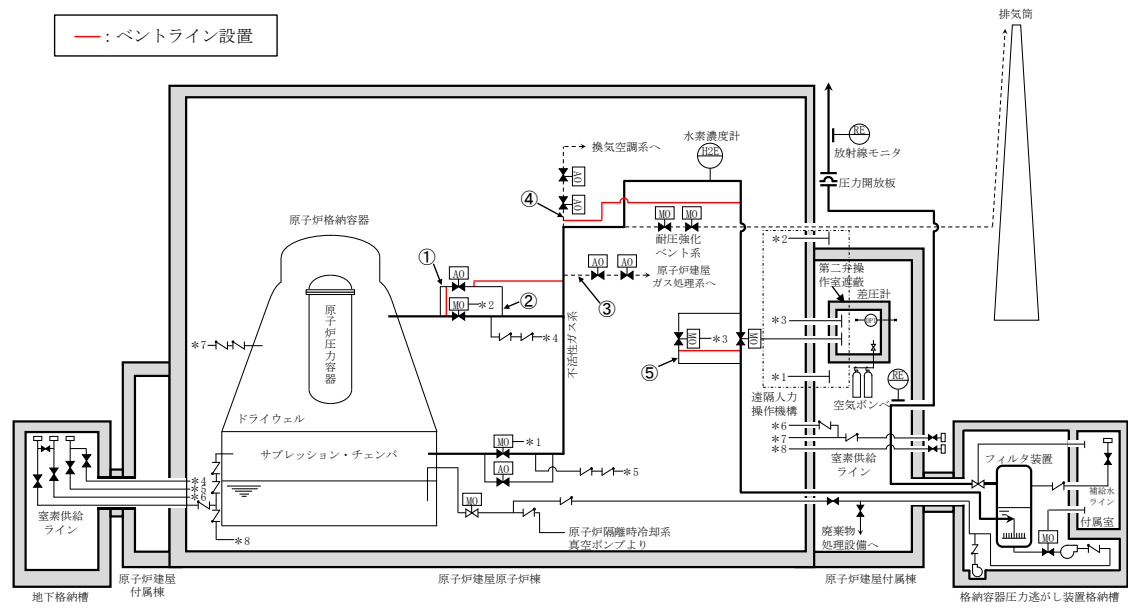 ：ベントライン設置
排気筒
換気空調系へ
水素濃度計
H2E
RE
放射線モニタ
圧力開放板
AO
AO
④
MO
MO
耐圧強化
ベント系
原子炉格納容器
①
AO
MO
＊2
②
AO
AO
原子炉建屋
ガス処理系へ
③
＊2
第二弁操
作室遮蔽
差圧計
原子炉圧力容器
＊4
不活性ガス系
MO
＊3
MO
⑤
＊3
＊1
RE
空気ボンベ
遠隔人力
操作機構
＊7
ドライウェル
サプレッション・チェンバ
MO
＊1
AO
＊5
＊6
＊7
＊8
窒素供給
ライン
フィルタ装置
補給水
ライン
付属室
MO
＊4
＊5
＊6
窒素供給
ライン
＊8
MO
原子炉隔離時冷却系
真空ポンプより
廃棄物
処理設備へ
地下格納槽
原子炉建屋
付属棟
原子炉建屋原子炉棟
原子炉建屋付属棟
格納容器圧力逃がし装置格納槽